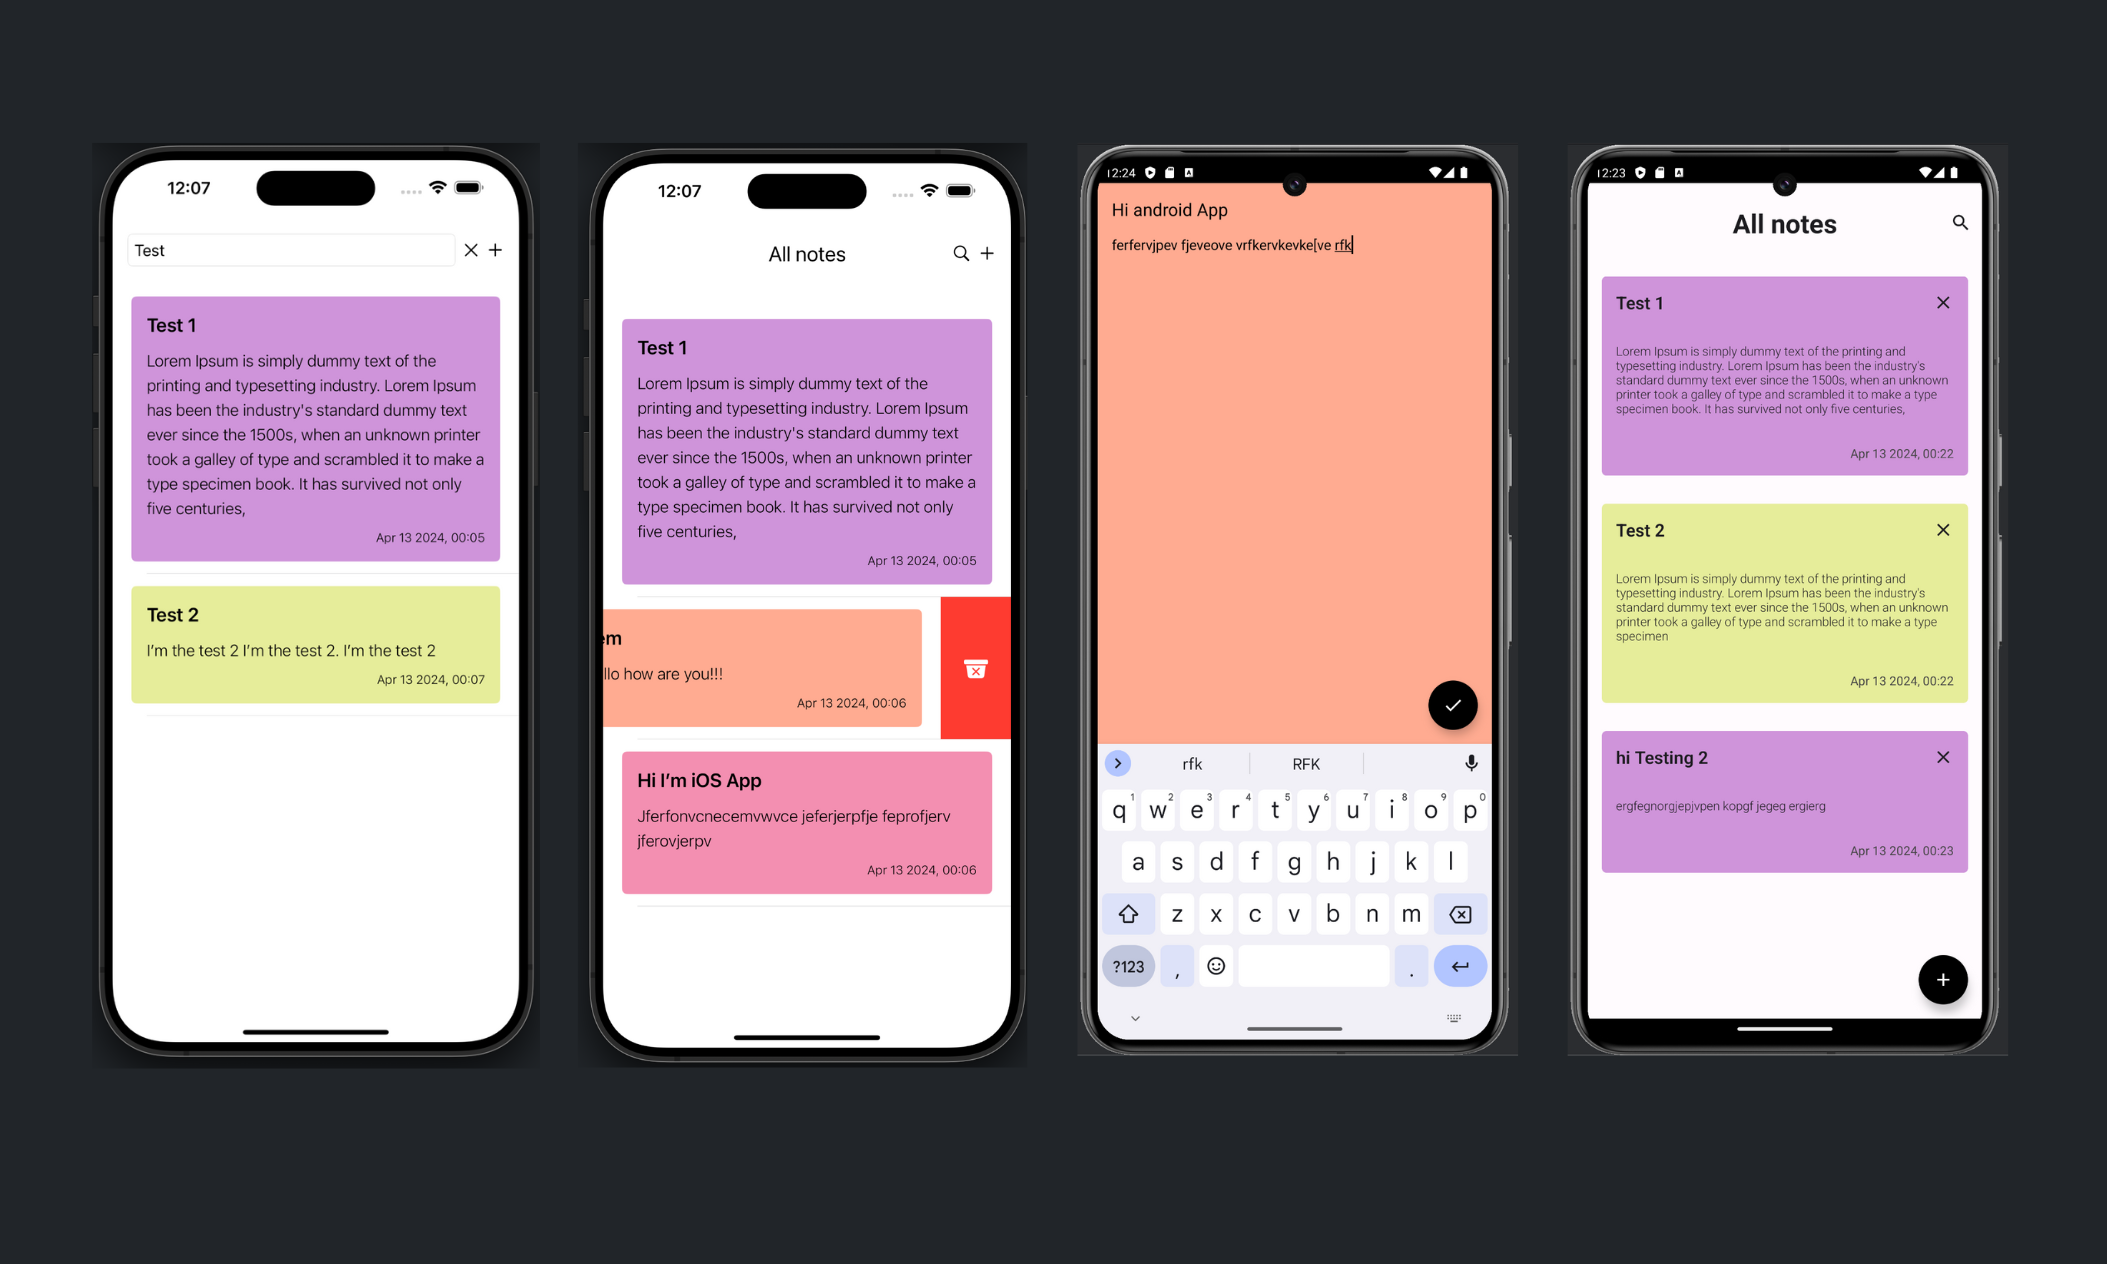 12:07
Test
Test 1
Lorem Ipsum is simply dummy text of the
printing and typesetting industry. Lorem Ipsum
has been the industry's standard dummy text
ever since the 1500s, when an unknown printer
took a galley of type and scrambled it to make a
type specimen book. It has survived not only
five centuries,
Apr 13 2024, 00:05
Test 2
I'm the test 2 I'm the test 2. I'm the test 2
Apr 13 2024, 00:07
12:07
All notes
Test 1
Lorem Ipsum is simply dummy text of the
printing and typesetting industry. Lorem Ipsum
has been the industry's standard dummy text
ever since the 1500s, when an unknown printer
took a galley of type and scrambled it to make a
type specimen book. It has survived not only
five centuries,
Apr 13 2024, 00:05
em
llo how are you!!!
Apr 13 2024, 00:06
Hi I'm iOS App
Jferfonvcnecemvwvce jeferjerpfje feprofjerv
jferovjerpv
Apr 13 2024, 00:06
12:24
Hi android App
ferfervjpev fjeveove vrfkervkevke[ve rfk
rfk RFK
q1 w2 e3 r4 t5 y6 u7 i8 o9 p0
a s d f g h j k l
z x c v b n m
?123 , .
12:23
All notes
Test 1
Lorem Ipsum is simply dummy text of the printing and
typesetting industry. Lorem Ipsum has been the industry's
standard dummy text ever since the 1500s, when an unknown
printer took a galley of type and scrambled it to make a type
specimen book. It has survived not only five centuries,
Apr 13 2024, 00:22
Test 2
Lorem Ipsum is simply dummy text of the printing and
typesetting industry. Lorem Ipsum has been the industry's
standard dummy text ever since the 1500s, when an unknown
printer took a galley of type and scrambled it to make a type
specimen
Apr 13 2024, 00:22
hi Testing 2
ergfegnorgjepjvpen kopgf jegeg ergierg
Apr 13 2024, 00:23